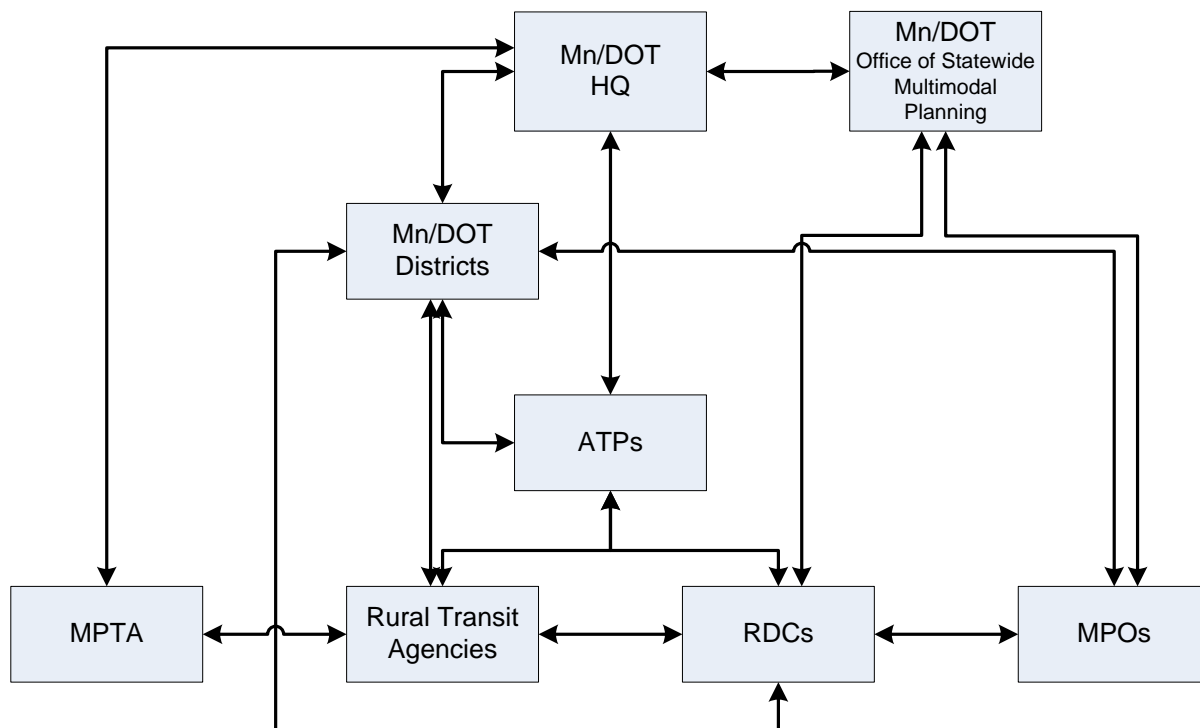 Mn/DOT
HQ
Mn/DOT
Office of Statewide
Multimodal
Planning
Mn/DOT
Districts
ATPs
MPTA
Rural Transit
Agencies
RDCs
MPOs